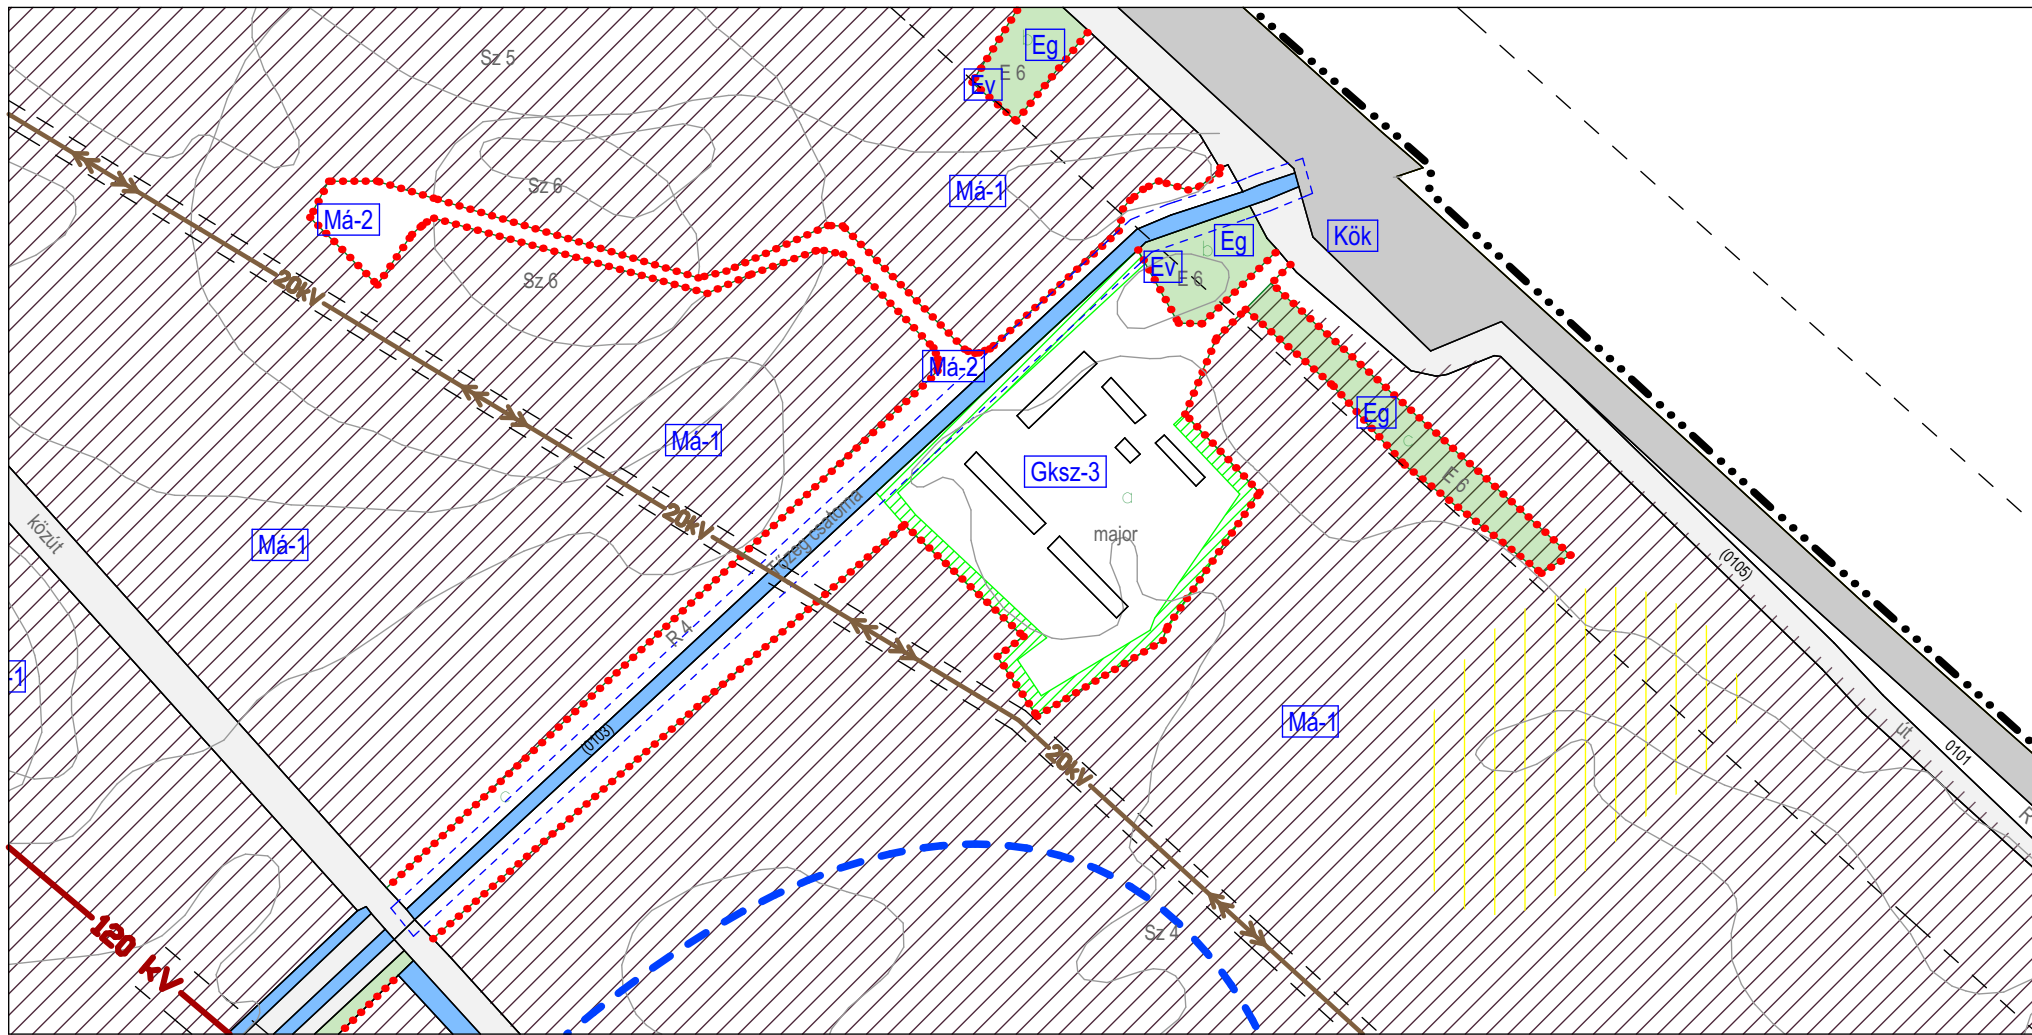 Sz 5
b
Eg
E 6
Ev
Sz 6
Má-1
Má-2
Kök
b
Eg
Ev
E 6
Sz 6
20kV
Má-2
Má-1
Eg
c
E 6
Gksz-3
a
major
20kV
csatorna
közút
Má-1
(0105)
R 4
-1
(0103)
Má-1
út
0101
20kV
a
R
120 kV
Sz 4